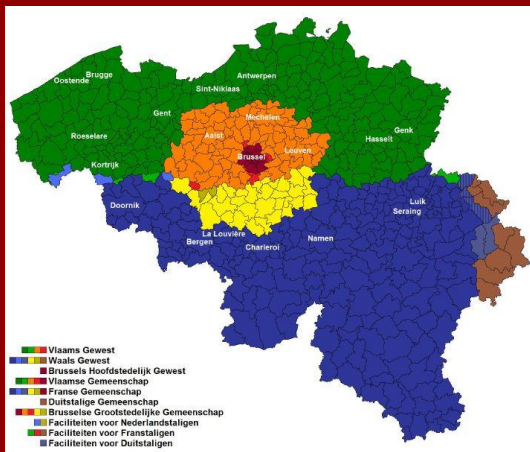 Antwerpen
Brugge
Oostende
Sint-Niklaas
Gent
Mechelen
Genk
Roeselare
Aalst
Hasselt
Leuven
Brussel
Kortrijk
Doornik
Luik
Seraing
La Louvière
Namen
Bergen
Charleroi
Vlaams Gewest
Waals Gewest
Brussels Hoofdstedelijk Gewest
Vlaamse Gemeenschap
Franse Gemeenschap
Duitstalige Gemeenschap
Brusselse Grootstedelijke Gemeenschap
Faciliteiten voor Nederlandstaligen
Faciliteiten voor Franstaligen
Faciliteiten voor Duitstaligen